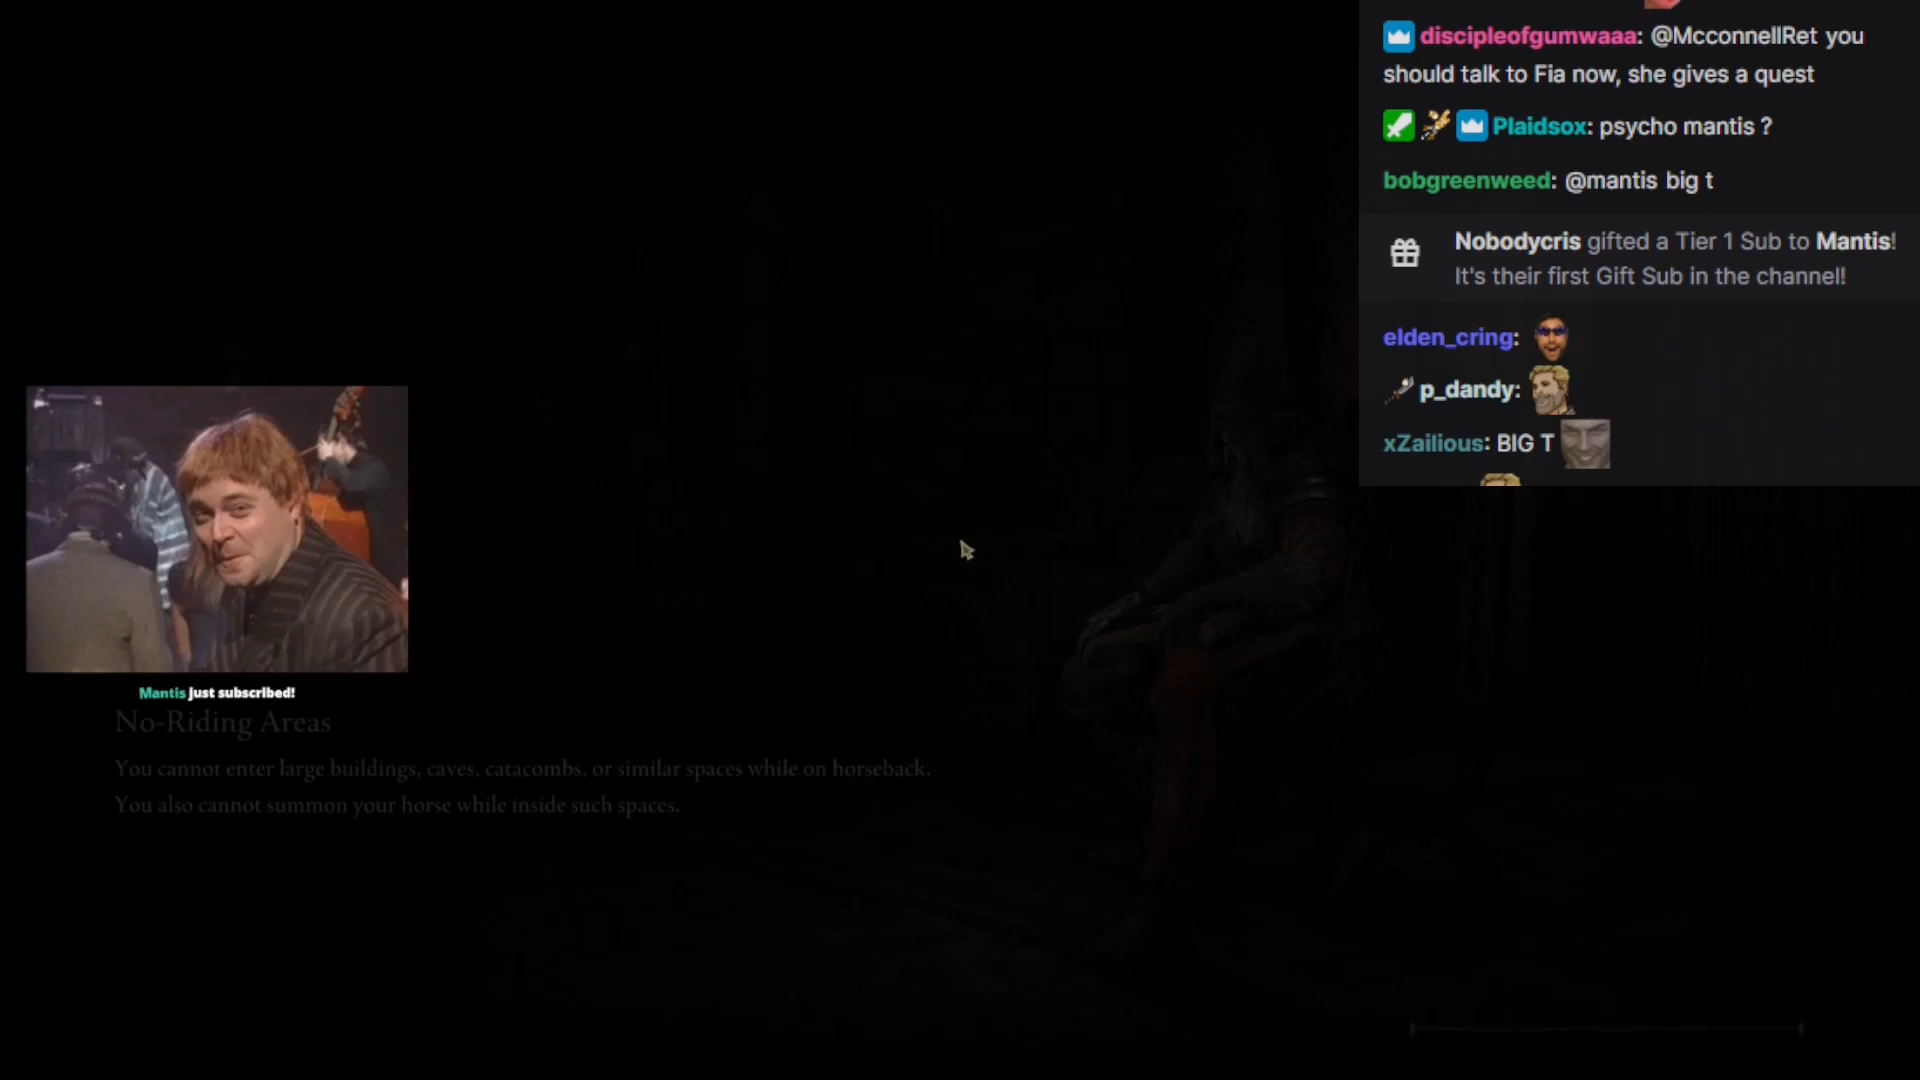 discipleofgumwaaa: @McconnellRet you
should talk to Fia now, she gives a quest
Plaidsox: psycho mantis ?
bobgreenweed: @mantis big t
Nobodycris gifted a Tier 1 Sub to Mantis!
It's their first Gift Sub in the channel!
elden_cring:
p_dandy:
xZailious: BIG T
Mantis just subscribed!
No-Riding Areas
You cannot enter large buildings, caves, catacombs, or similar spaces while on horseback.
You also cannot summon your horse while inside such spaces.